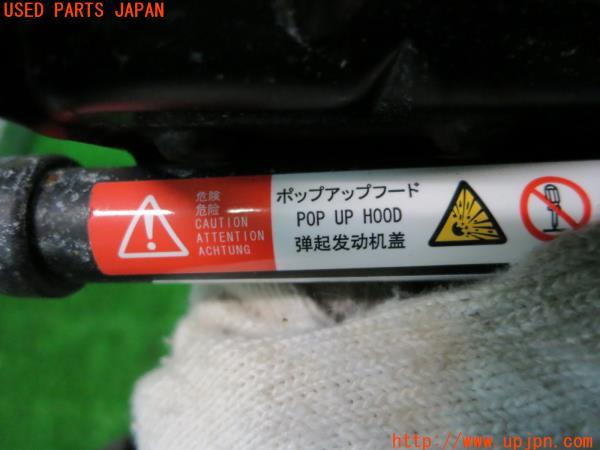 USED PARTS JAPAN
危険
危险
CAUTION
ATTENTION
ACHTUNG
ポップアップフード
POP UP HOOD
弹起发动机盖
http://www.upjpn.com